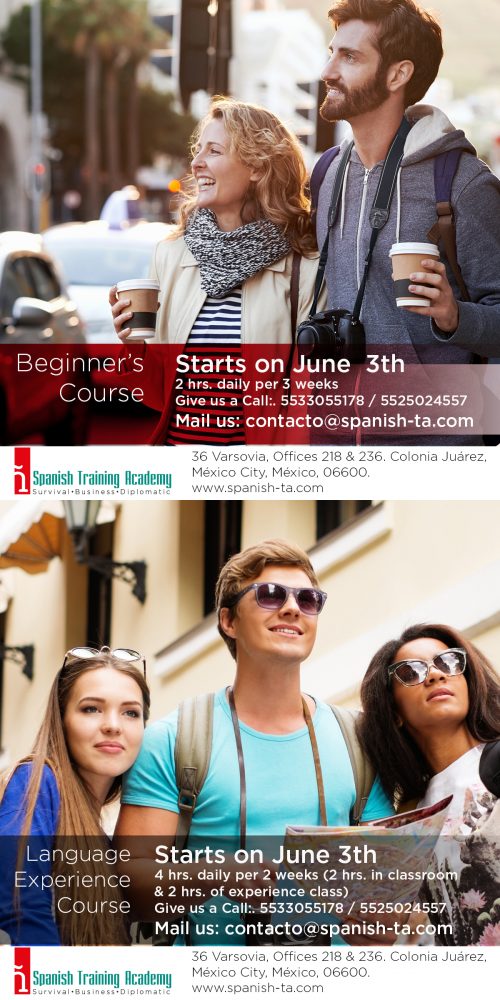 Beginner's
Course
Starts on June 3th
2 hrs. daily per 3 weeks
Give us a Call:. 5533055178 / 5525024557
Mail us: contacto@spanish-ta.com
ñ
Spanish Training Academy
Survival•Business•Diplomatic
36 Varsovia, Offices 218 & 236. Colonia Juárez,
México City, México, 06600.
www.spanish-ta.com
Language
Experience
Course
Starts on June 3th
4 hrs. daily per 2 weeks (2 hrs. in classroom
& 2 hrs. of experience class)
Give us a Call:. 5533055178 / 5525024557
Mail us: contacto@spanish-ta.com
ñ
Spanish Training Academy
Survival•Business•Diplomatic
36 Varsovia, Offices 218 & 236. Colonia Juárez,
México City, México, 06600.
www.spanish-ta.com